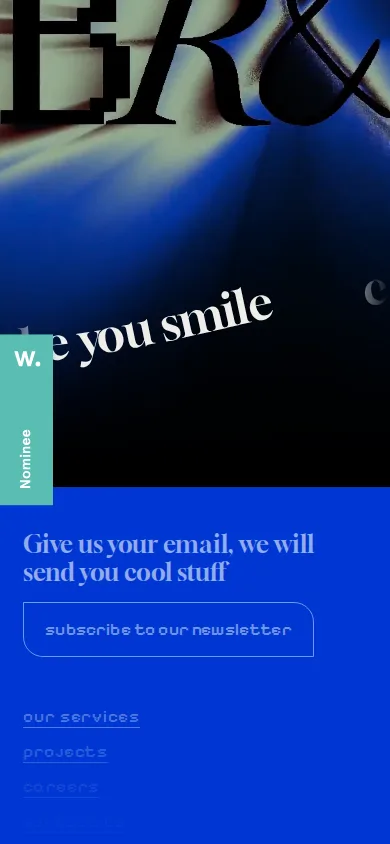 BR&
e you smile
c
W.
Nominee
Give us your email, we will
send you cool stuff
subscribe to our newsletter
our services
projects
careers